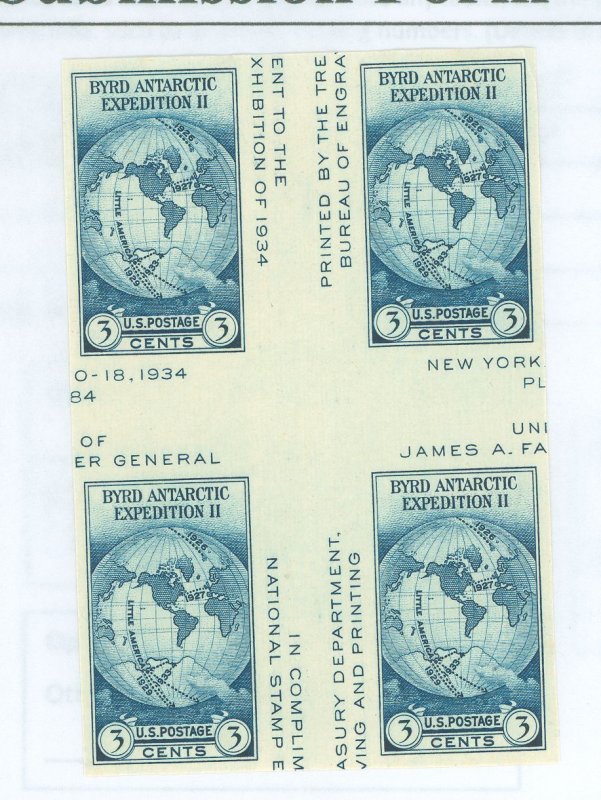 BYRD ANTARCTIC
EXPEDITION II
1926
1927
LITTLE AMERICA
1929
1933
U.S. POSTAGE
3 CENTS 3
ENT TO THE
XHIBITION OF 1934
PRINTED BY THE TRE
BUREAU OF ENGRA
BYRD ANTARCTIC
EXPEDITION II
1926
1927
LITTLE AMERICA
1929
1933
U.S. POSTAGE
3 CENTS 3
O-18, 1934
84
NEW YORK.
PL
OF
ER GENERAL
UNI
JAMES A. FA
BYRD ANTARCTIC
EXPEDITION II
1926
1927
LITTLE AMERICA
1929
1933
U.S. POSTAGE
3 CENTS 3
NATIONAL STAMP E
IN COMPLIM
ASURY DEPARTMENT,
VING AND PRINTING
BYRD ANTARCTIC
EXPEDITION II
1926
1927
LITTLE AMERICA
1929
1933
U.S. POSTAGE
3 CENTS 3